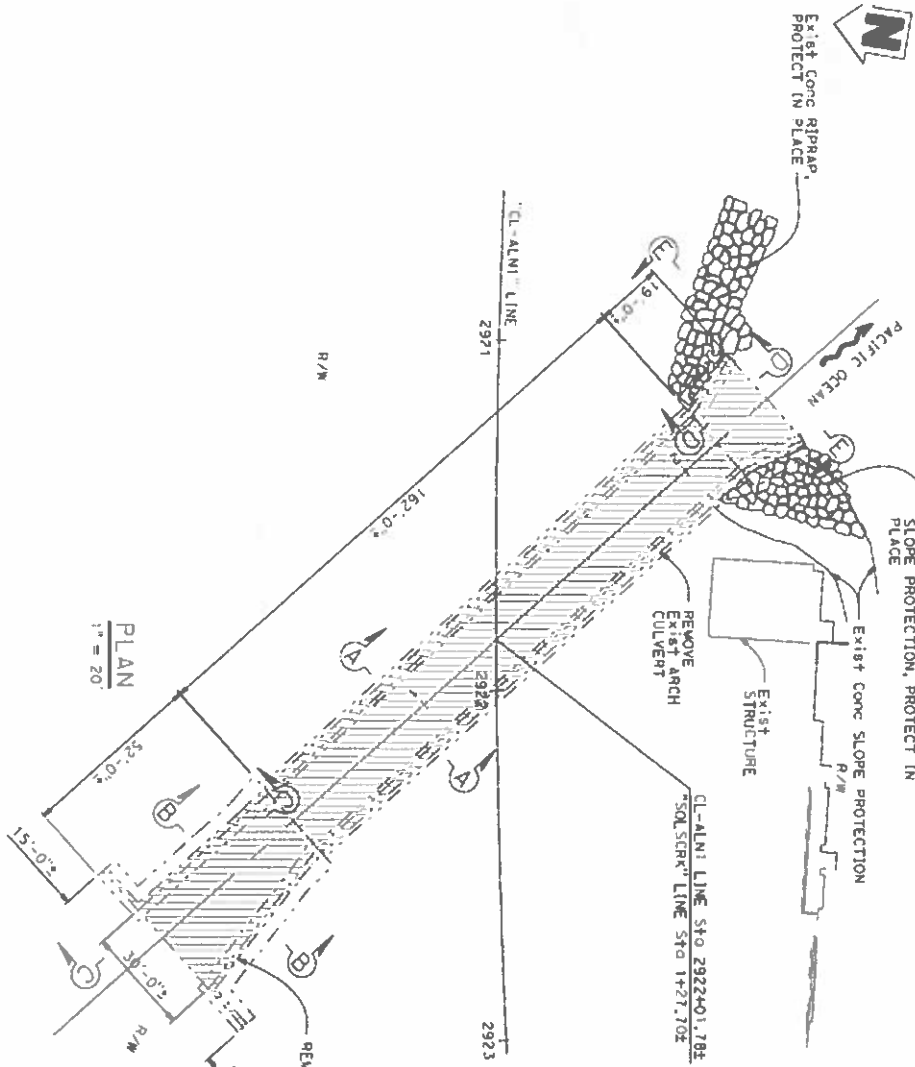 N
Exist Conc RIPRAP,
PROTECT IN PLACE
PACIFIC OCEAN
SLOPE PROTECTION, PROTECT IN
PLACE
Exist Conc SLOPE PROTECTION
R/W
Exist
STRUCTURE
REMOVE
Exist ARCH
CULVERT
"CL-ALN1" LINE
2971
2922
2923
R/W
E
D
C
E
19'-0"±
162'-0"±
52'-0"±
15'-0"±
30'-0"±
A
A
B
B
C
R/W
CL-ALN1 LINE Sta 2922+01.78±
"SOLSCRK" LINE Sta 1+27.70±
PLAN
1" = 20'